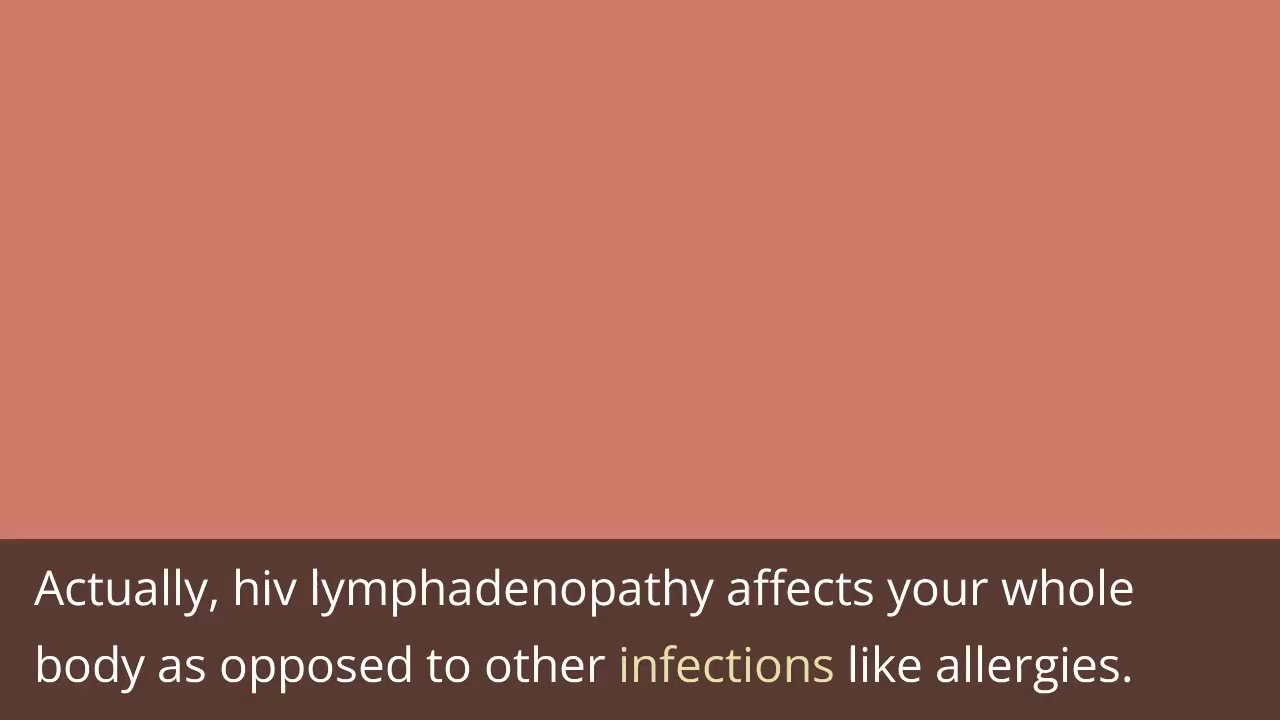 Actually, hiv lymphadenopathy affects your whole
body as opposed to other infections like allergies.